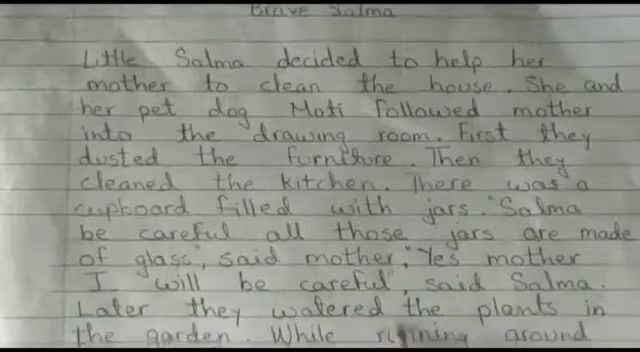 Brave Salma
Little Salma decided to help her
mother to clean the house. She and
her pet dog Moti followed mother
into the drawing room. First they
dusted the furniture. Then they
cleaned the kitchen. There was a
cupboard filled with jars. "Salma
be careful all those jars are made
of glass", said mother. "Yes mother
I will be careful", said Salma.
Later they watered the plants in
the garden. While running around